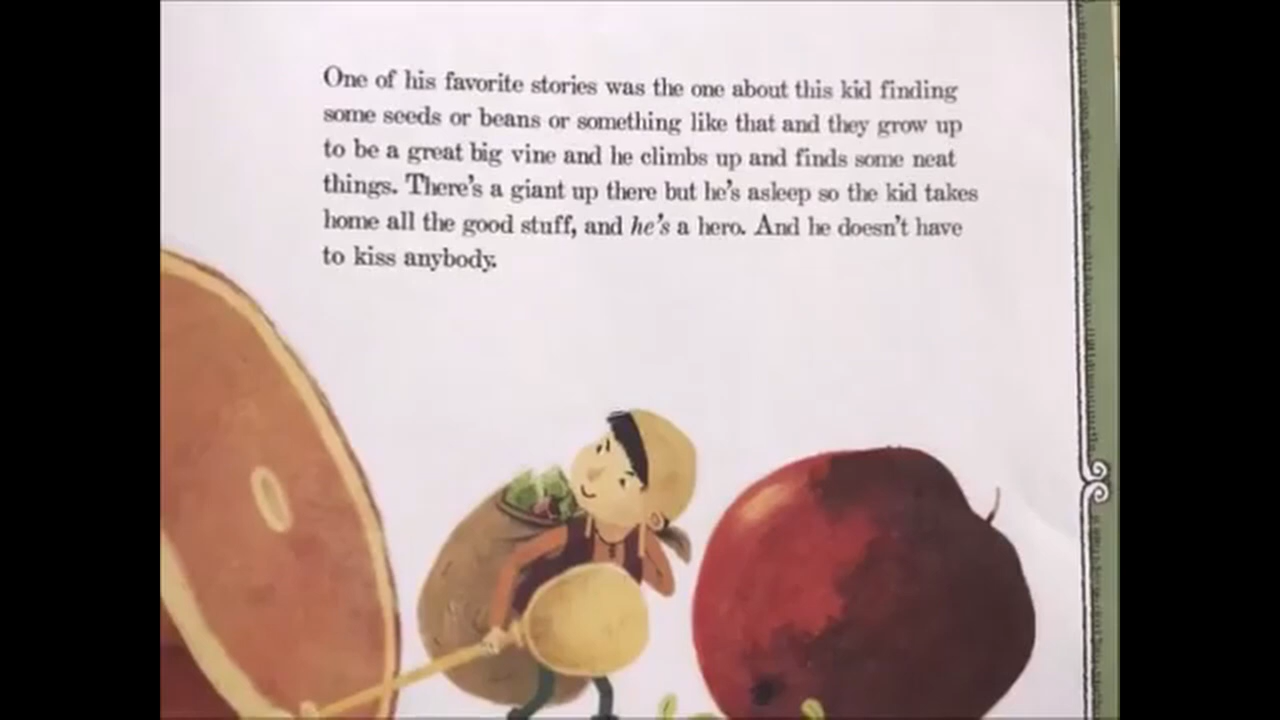 One of his favorite stories was the one about this kid finding
some seeds or beans or something like that and they grow up
to be a great big vine and he climbs up and finds some neat
things. There's a giant up there but he's asleep so the kid takes
home all the good stuff, and he's a hero. And he doesn't have
to kiss anybody.